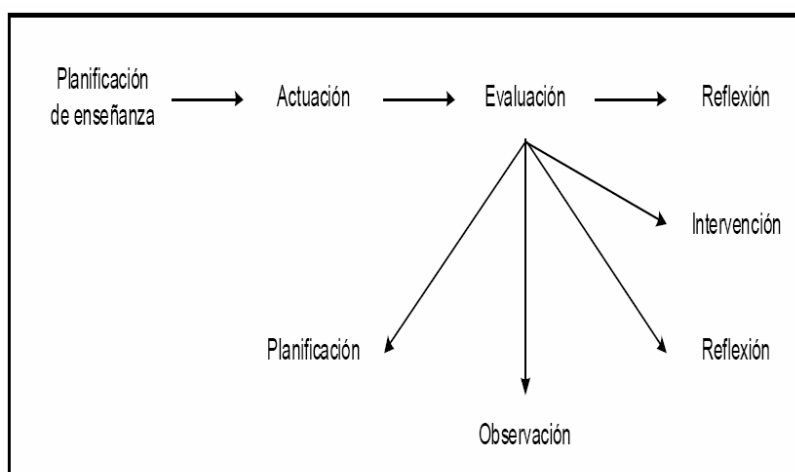 Planificación
de enseñanza
Actuación
Evaluación
Reflexión
Intervención
Planificación
Reflexión
Observación